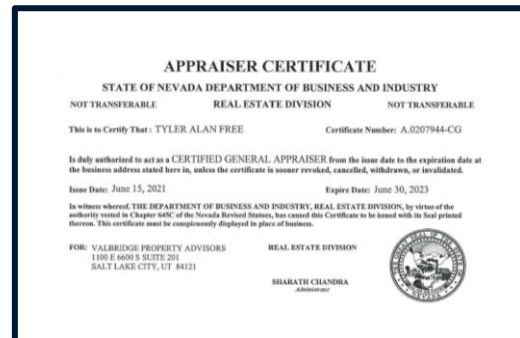 APPRAISER CERTIFICATE
STATE OF NEVADA DEPARTMENT OF BUSINESS AND INDUSTRY
NOT TRANSFERABLE REAL ESTATE DIVISION NOT TRANSFERABLE
This is to Certify That : TYLER ALAN FREE Certificate Number: A.0207944-CG
Is duly authorized to act as a CERTIFIED GENERAL APPRAISER from the issue date to the expiration date at
the business address stated here in, unless the certificate is sooner revoked, cancelled, withdrawn, or invalidated.
Issue Date: June 15, 2021 Expire Date: June 30, 2023
In witness whereof, THE DEPARTMENT OF BUSINESS AND INDUSTRY, REAL ESTATE DIVISION, by virtue of the
authority vested in Chapter 645C of the Nevada Revised Statues, has caused this Certificate to be issued with its Seal printed
thereon. This certificate must be conspicuously displayed in place of business.
FOR: VALBRIDGE PROPERTY ADVISORS REAL ESTATE DIVISION
1100 E 6600 S SUITE 201
SALT LAKE CITY, UT 84121
SHARATH CHANDRA
Administrator